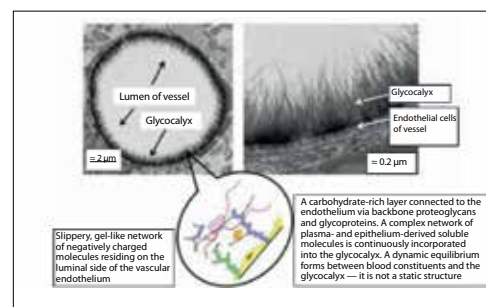 Lumen of vessel
Glycocalyx
≈ 2 µm
Glycocalyx
Endothelial cells
of vessel
≈ 0.2 µm
Slippery, gel-like network
of negatively charged
molecules residing on the
luminal side of the vascular
endothelium
A carbohydrate-rich layer connected to the
endothelium via backbone proteoglycans
and glycoproteins. A complex network of
plasma- and epithelium-derived soluble
molecules is continuously incorporated
into the glycocalyx. A dynamic equilibrium
forms between blood constituents and the
glycocalyx — it is not a static structure